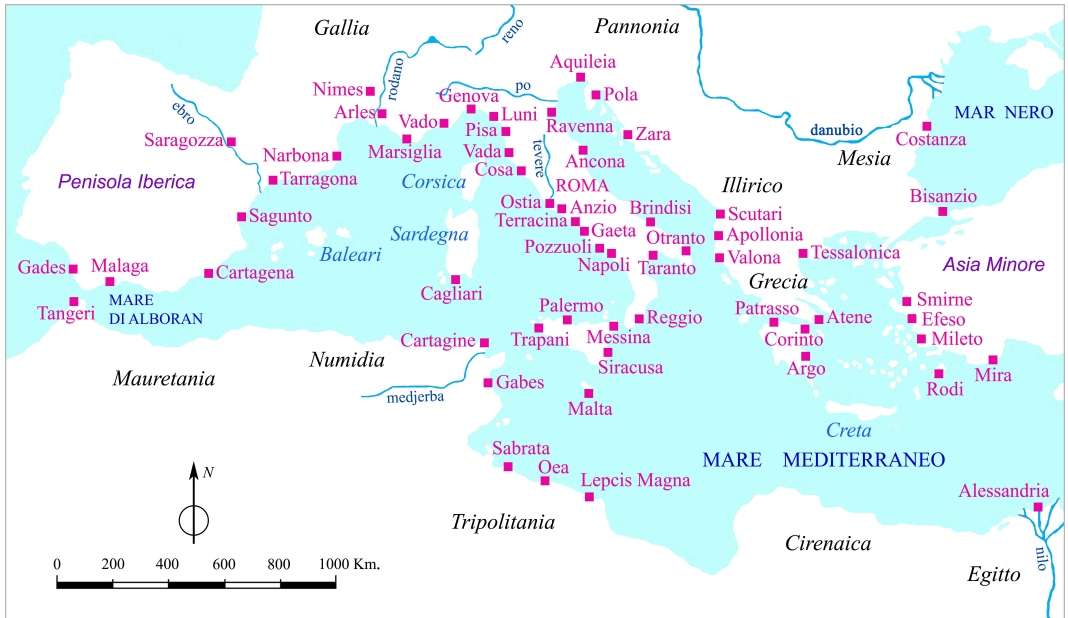 Gallia
reno
Pannonia
rodano
po
Aquileia
Nimes
Pola
Genova
Arles
Vado
Luni
Ravenna
MAR NERO
ebro
Pisa
Zara
danubio
Costanza
Saragozza
Marsiglia
tevere
Narbona
Vada
Ancona
Mesia
Cosa
Penisola Iberica
Tarragona
Corsica
ROMA
Illirico
Ostia
Anzio
Brindisi
Bisanzio
Sagunto
Terracina
Scutari
Sardegna
Gaeta
Otranto
Apollonia
Baleari
Pozzuoli
Valona
Tessalonica
Gades
Malaga
Cartagena
Napoli
Taranto
Asia Minore
Grecia
Cagliari
MARE
DI ALBORAN
Tangeri
Palermo
Patrasso
Smirne
Reggio
Atene
Efeso
Trapani
Messina
Corinto
Mileto
Cartagine
Numidia
Siracusa
Argo
Mauretania
Gabes
Rodi
Mira
medjerba
Malta
Creta
Sabrata
MARE MEDITERRANEO
Oea
Lepcis Magna
Alessandria
N
Tripolitania
Cirenaica
nilo
0 200 400 600 800 1000 Km.
Egitto